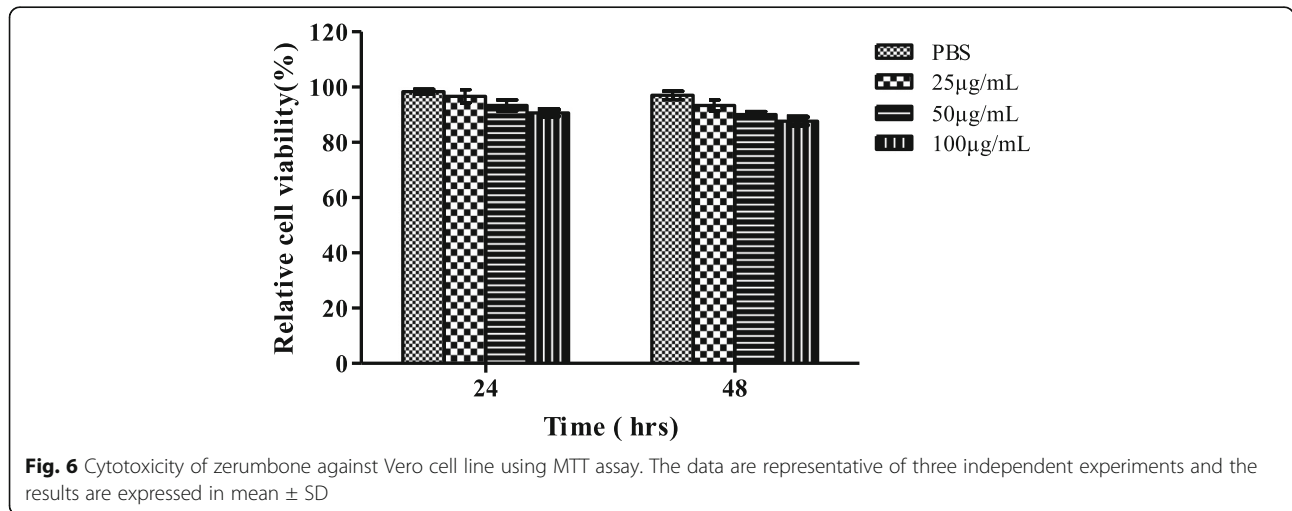 120
100
80
60
40
20
0
Relative cell viability(%)
24
48
Time ( hrs)
PBS
25µg/mL
50µg/mL
100µg/mL
Fig. 6 Cytotoxicity of zerumbone against Vero cell line using MTT assay. The data are representative of three independent experiments and the
results are expressed in mean ± SD